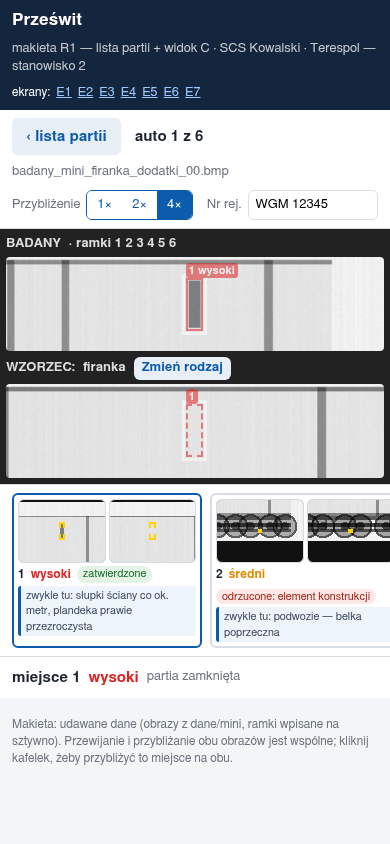 Prześwit
makieta R1 — lista partii + widok C · SCS Kowalski · Terespol —
stanowisko 2
ekrany: E1 E2 E3 E4 E5 E6 E7
‹ lista partii auto 1 z 6
badany_mini_firanka_dodatki_00.bmp
Przybliżenie 1× 2× 4× Nr rej. WGM 12345
BADANY · ramki 1 2 3 4 5 6
1 wysoki
WZORZEC: firanka Zmień rodzaj
1
1 wysoki zatwierdzone
zwykle tu: słupki ściany co ok.
metr, plandeka prawie
przezroczysta
2 średni
odrzucone: element konstrukcji
zwykle tu: podwozie — belka
poprzeczna
miejsce 1 wysoki partia zamknięta
Makieta: udawane dane (obrazy z dane/mini, ramki wpisane na
sztywno). Przewijanie i przybliżanie obu obrazów jest wspólne; kliknij
kafelek, żeby przybliżyć to miejsce na obu.